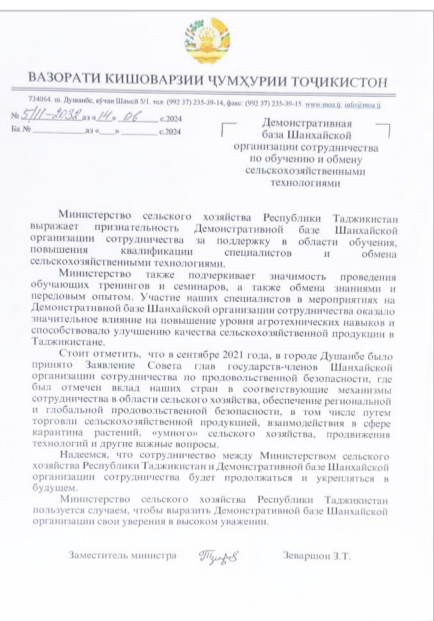 ВАЗОРАТИ КИШОВАРЗИИ ҶУМҲУРИИ ТОҶИКИСТОН
734064. ш. Душанбе, кӯчаи Шамсӣ 5/1. тел: (992 37) 235-39-14, факс: (992 37) 235-39-15. www.moa.tj. info@moa.tj
№ 5/11-2032 аз «14» 06 с.2024
Ба № аз «» с.2024
Демонстративная
база Шанхайской
организации сотрудничества
по обучению и обмену
сельскохозяйственными
технологиями
Министерство сельского хозяйства Республики Таджикистан
выражает признательность Демонстративной базе Шанхайской
организации сотрудничества за поддержку в области обучения,
повышения квалификации специалистов и обмена
сельскохозяйственными технологиями.
Министерство также подчеркивает значимость проведения
обучающих тренингов и семинаров, а также обмена знаниями и
передовым опытом. Участие наших специалистов в мероприятиях на
Демонстративной базе Шанхайской организации сотрудничества оказало
значительное влияние на повышение уровня агротехнических навыков и
способствовало улучшению качества сельскохозяйственной продукции в
Таджикистане.
Стоит отметить, что в сентябре 2021 года, в городе Душанбе было
принято Заявление Совета глав государств-членов Шанхайской
организации сотрудничества по продовольственной безопасности, где
был отмечен вклад наших стран в соответствующие механизмы
сотрудничества в области сельского хозяйства, обеспечение региональной
и глобальной продовольственной безопасности, в том числе путем
торговли сельскохозяйственной продукцией, взаимодействия в сфере
карантина растений, «умного» сельского хозяйства, продвижения
технологий и другие важные вопросы.
Надеемся, что сотрудничество между Министерством сельского
хозяйства Республики Таджикистан и Демонстративной базе Шанхайской
организации сотрудничества будет продолжаться и укрепляться в
будущем.
Министерство сельского хозяйства Республики Таджикистан
пользуется случаем, чтобы выразить Демонстративной базе Шанхайской
организации свои уверения в высоком уважении.
Заместитель министра Зеваршои З.Т.